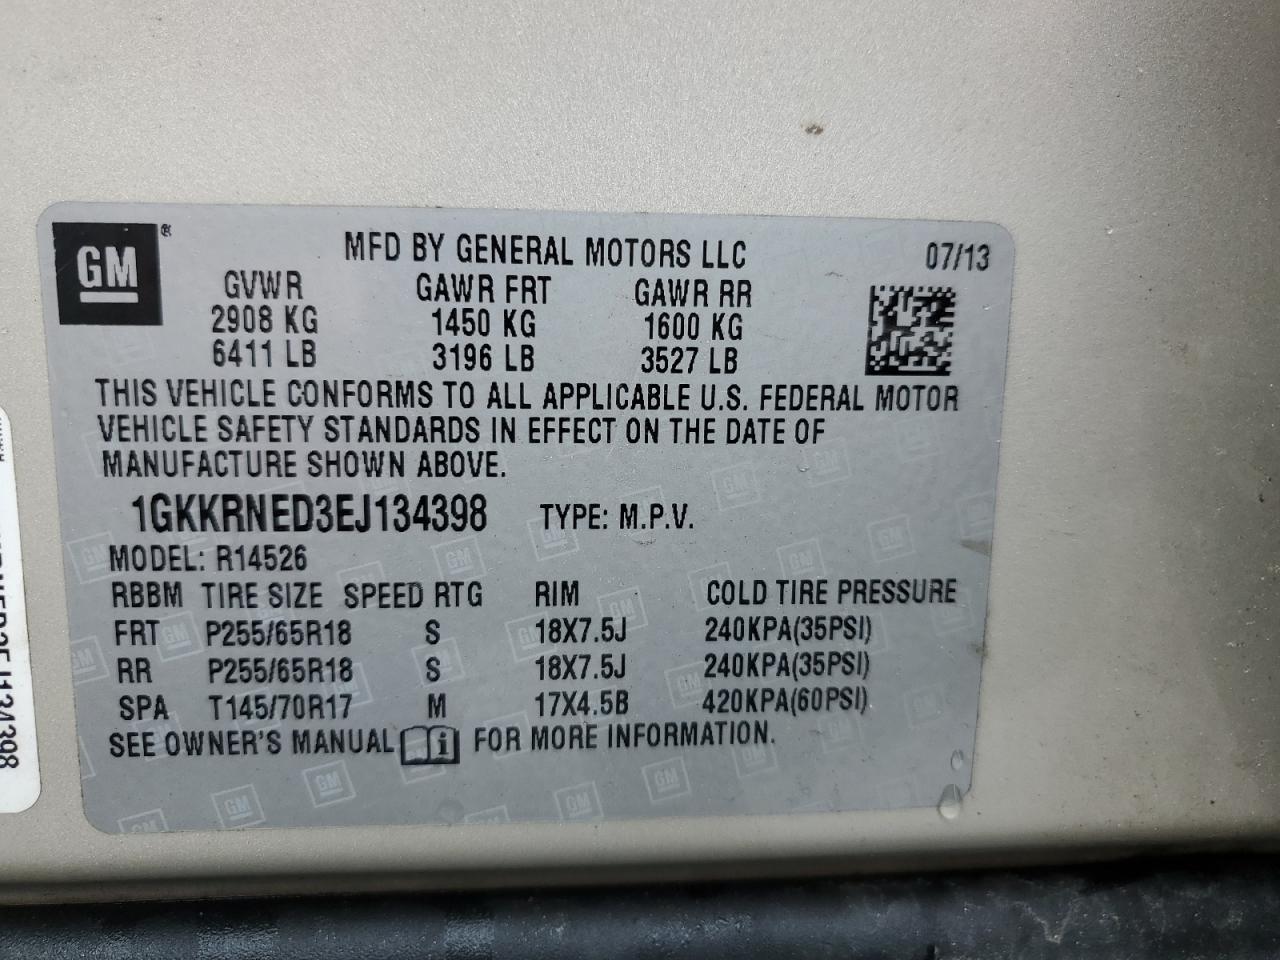 GM®
MFD BY GENERAL MOTORS LLC 07/13
GVWR GAWR FRT GAWR RR
2908 KG 1450 KG 1600 KG
6411 LB 3196 LB 3527 LB
THIS VEHICLE CONFORMS TO ALL APPLICABLE U.S. FEDERAL MOTOR
VEHICLE SAFETY STANDARDS IN EFFECT ON THE DATE OF
MANUFACTURE SHOWN ABOVE.
1GKKRNED3EJ134398 TYPE: M.P.V.
MODEL: R14526
RBBM TIRE SIZE SPEED RTG RIM COLD TIRE PRESSURE
FRT P255/65R18 S 18X7.5J 240KPA(35PSI)
RR P255/65R18 S 18X7.5J 240KPA(35PSI)
SPA T145/70R17 M 17X4.5B 420KPA(60PSI)
SEE OWNER'S MANUAL i FOR MORE INFORMATION.